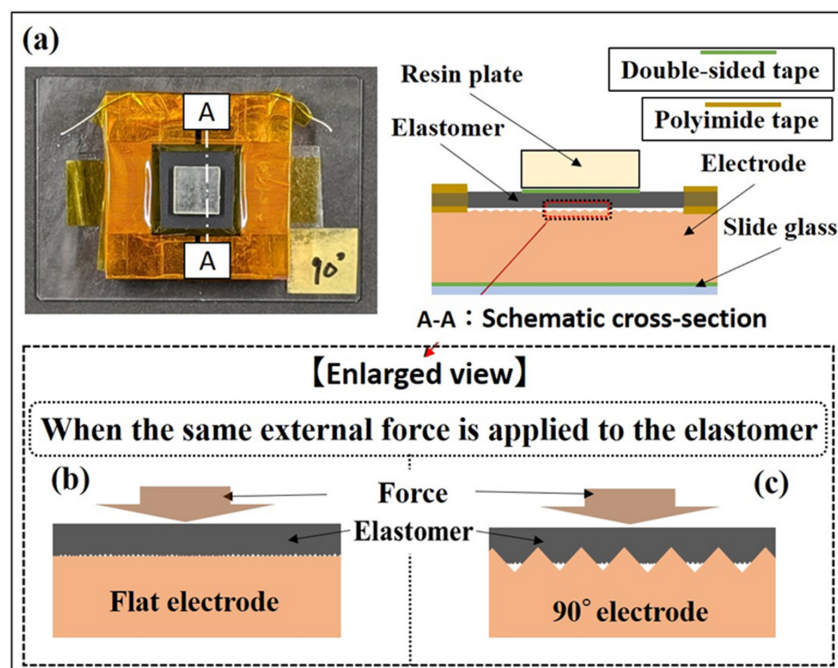 (a)
A
A
90°
Resin plate
Elastomer
Double-sided tape
Polyimide tape
Electrode
Slide glass
A-A：Schematic cross-section
【Enlarged view】
When the same external force is applied to the elastomer
(b)
Force
(c)
Elastomer
Flat electrode
90° electrode